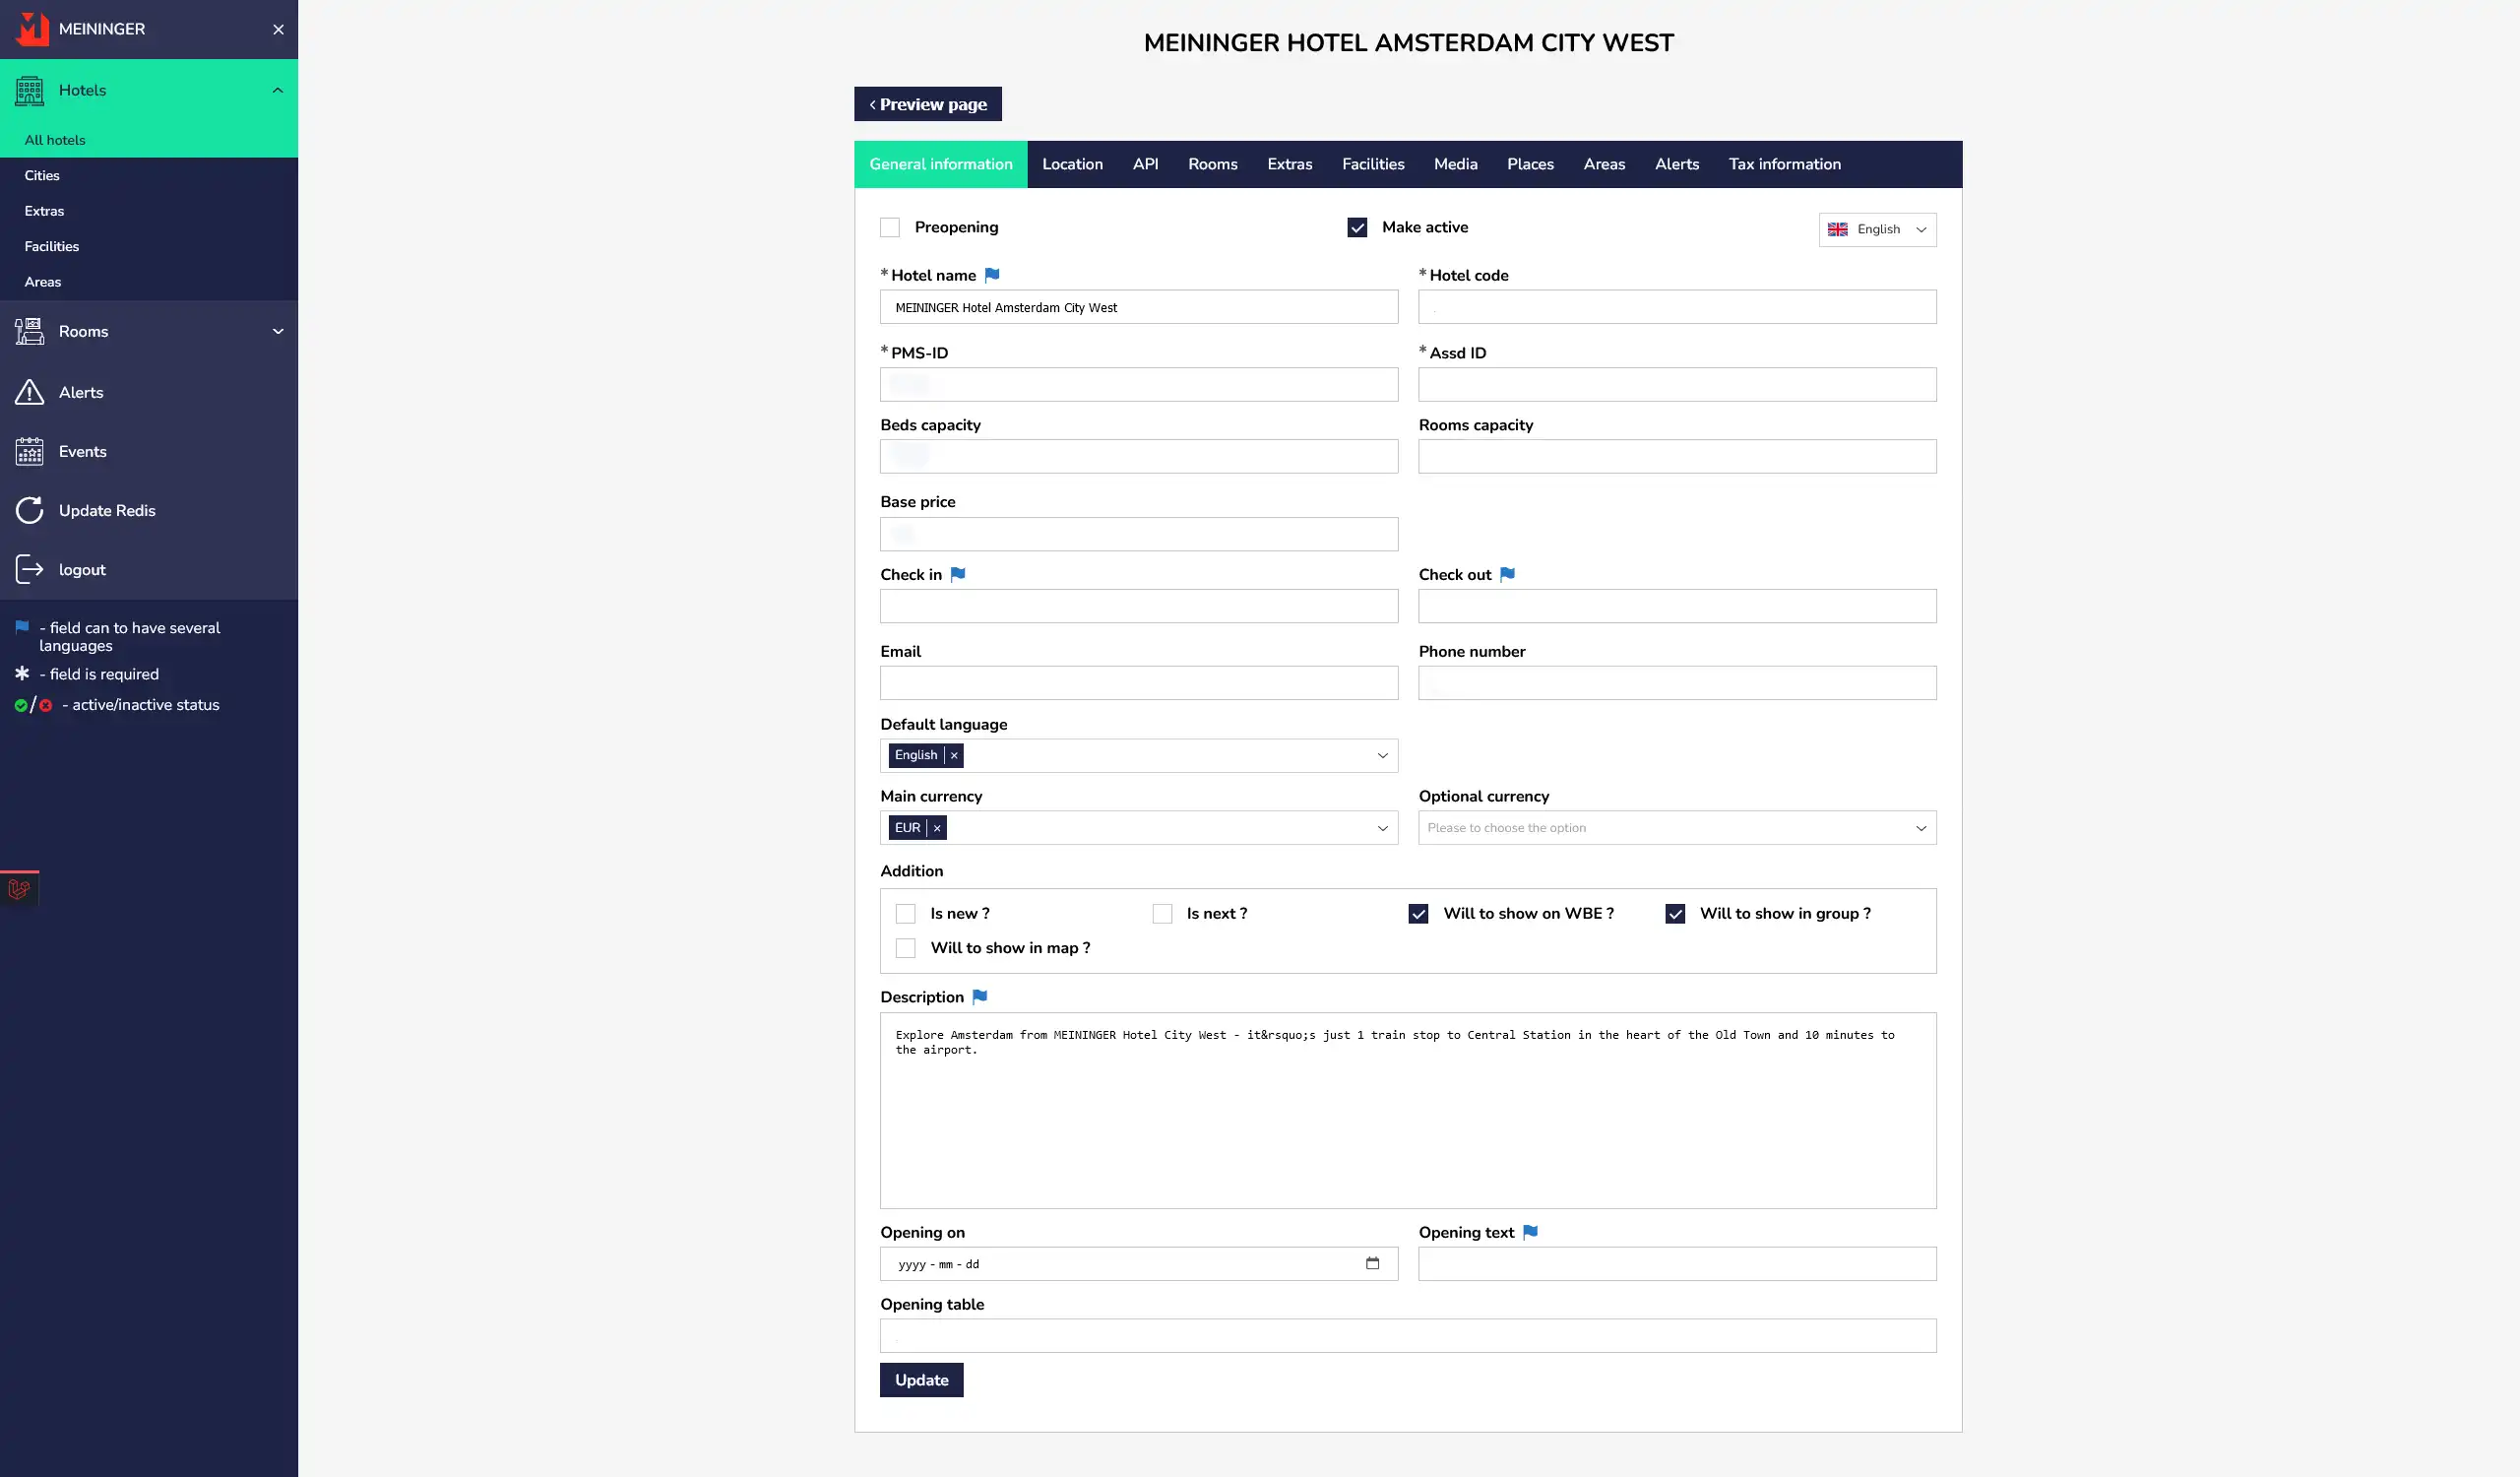 MEININGER
Hotels
All hotels
Cities
Extras
Facilities
Areas
Rooms
Alerts
Events
Update Redis
logout
- field can to have several
languages
* - field is required
/ - active/inactive status
MEININGER HOTEL AMSTERDAM CITY WEST
‹ Preview page
General information Location API Rooms Extras Facilities Media Places Areas Alerts Tax information
Preopening Make active English
* Hotel name * Hotel code
MEININGER Hotel Amsterdam City West
* PMS-ID * Assd ID
Beds capacity Rooms capacity
Base price
Check in Check out
Email Phone number
Default language
English ×
Main currency Optional currency
EUR × Please to choose the option
Addition
Is new ? Is next ? Will to show on WBE ? Will to show in group ?
Will to show in map ?
Description
Explore Amsterdam from MEININGER Hotel City West - it&rsquo;s just 1 train stop to Central Station in the heart of the Old Town and 10 minutes to
the airport.
Opening on Opening text
yyyy - mm - dd
Opening table
Update